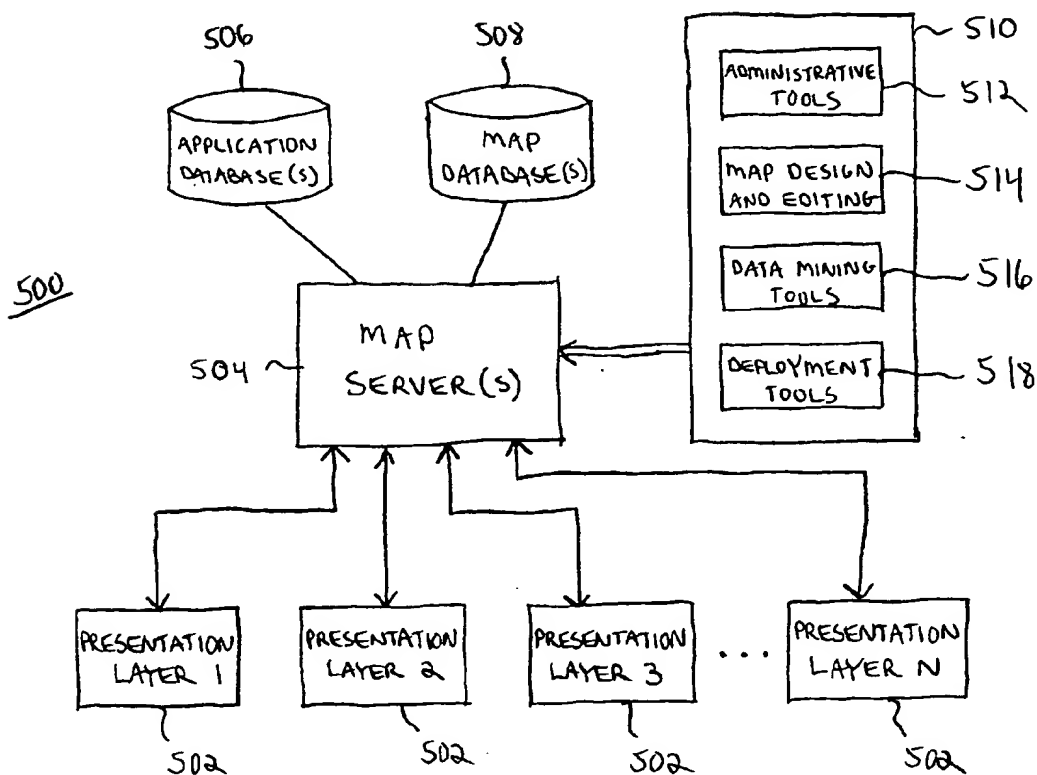 506
508
510
ADMINISTRATIVE
TOOLS
512
APPLICATION
DATABASE(S)
MAP
DATABASE(S)
MAP DESIGN
AND EDITING
514
500
DATA MINING
TOOLS
516
504
MAP
SERVER(S)
DEPLOYMENT
TOOLS
518
PRESENTATION
LAYER 1
PRESENTATION
LAYER 2
PRESENTATION
LAYER 3
...
PRESENTATION
LAYER N
502
502
502
502